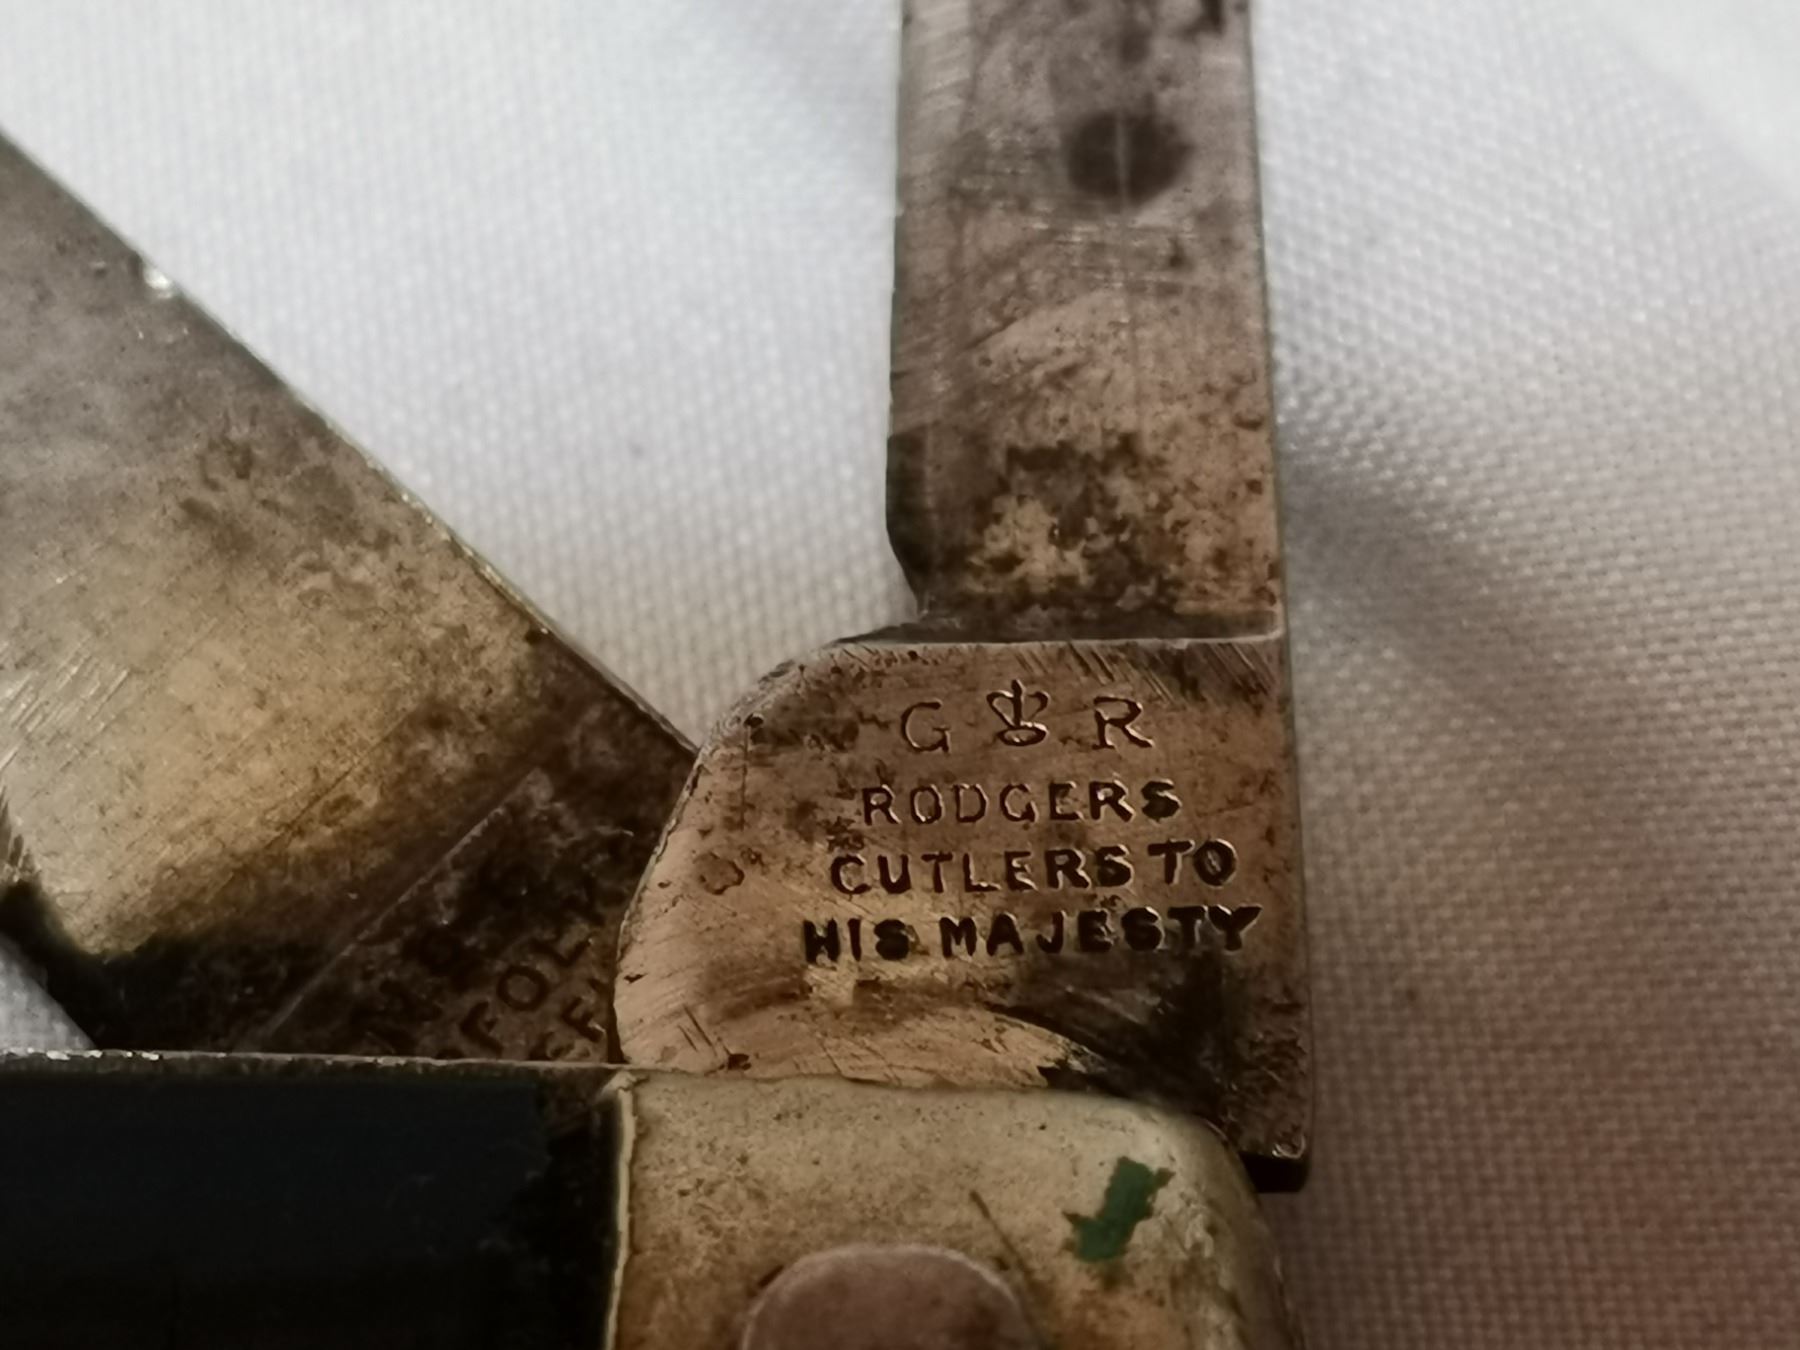 G R
RODGERS
CUTLERS TO
HIS MAJESTY